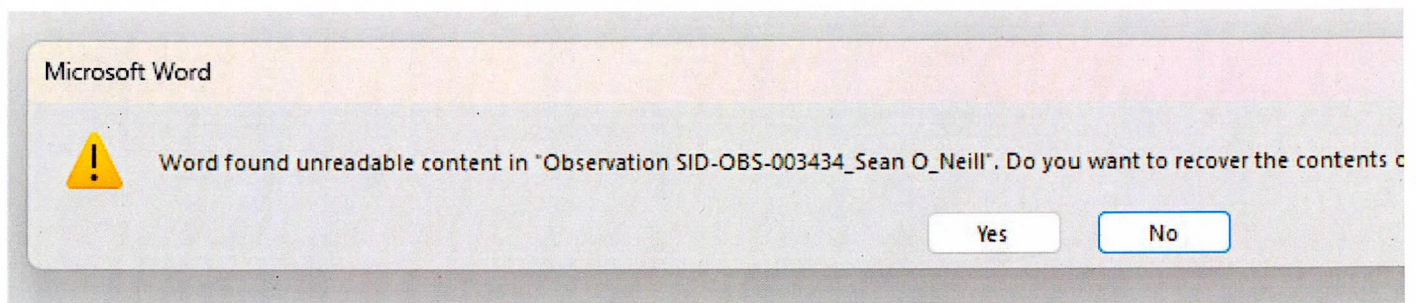 Microsoft Word
Word found unreadable content in "Observation SID-OBS-003434_Sean O_Neill". Do you want to recover the contents
Yes
No